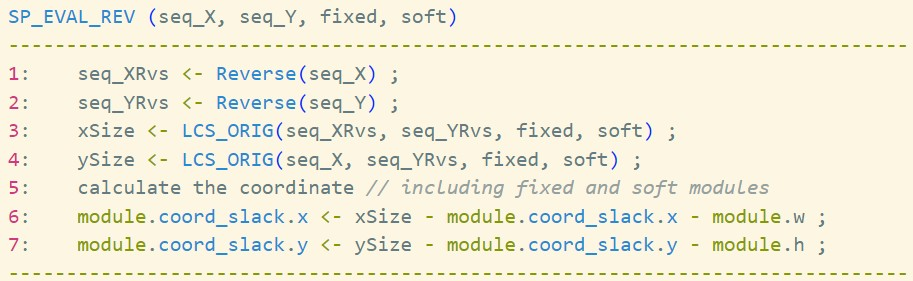 SP_EVAL_REV (seq_X, seq_Y, fixed, soft)
---------------------------------------------------------------------------
1: seq_XRvs <- Reverse(seq_X) ;
2: seq_YRvs <- Reverse(seq_Y) ;
3: xSize <- LCS_ORIG(seq_XRvs, seq_YRvs, fixed, soft) ;
4: ySize <- LCS_ORIG(seq_X, seq_YRvs, fixed, soft) ;
5: calculate the coordinate // including fixed and soft modules
6: module.coord_slack.x <- xSize - module.coord_slack.x - module.w ;
7: module.coord_slack.y <- ySize - module.coord_slack.y - module.h ;
---------------------------------------------------------------------------